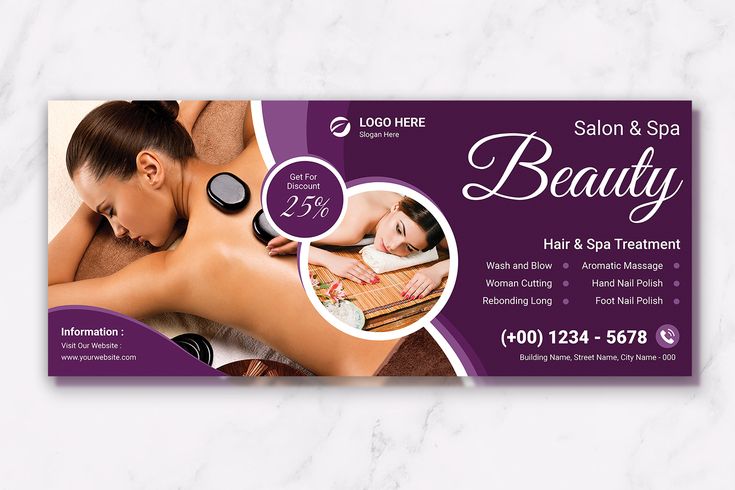 LOGO HERE
Slogan Here
Get For
Discount
25%
Salon & Spa
Beauty
Hair & Spa Treatment
Wash and Blow
Aromatic Massage
Woman Cutting
Hand Nail Polish
Rebonding Long
Foot Nail Polish
(+00) 1234 - 5678
Building Name, Street Name, City Name - 000
Information :
Visit Our Website :
www.yourwebsite.com